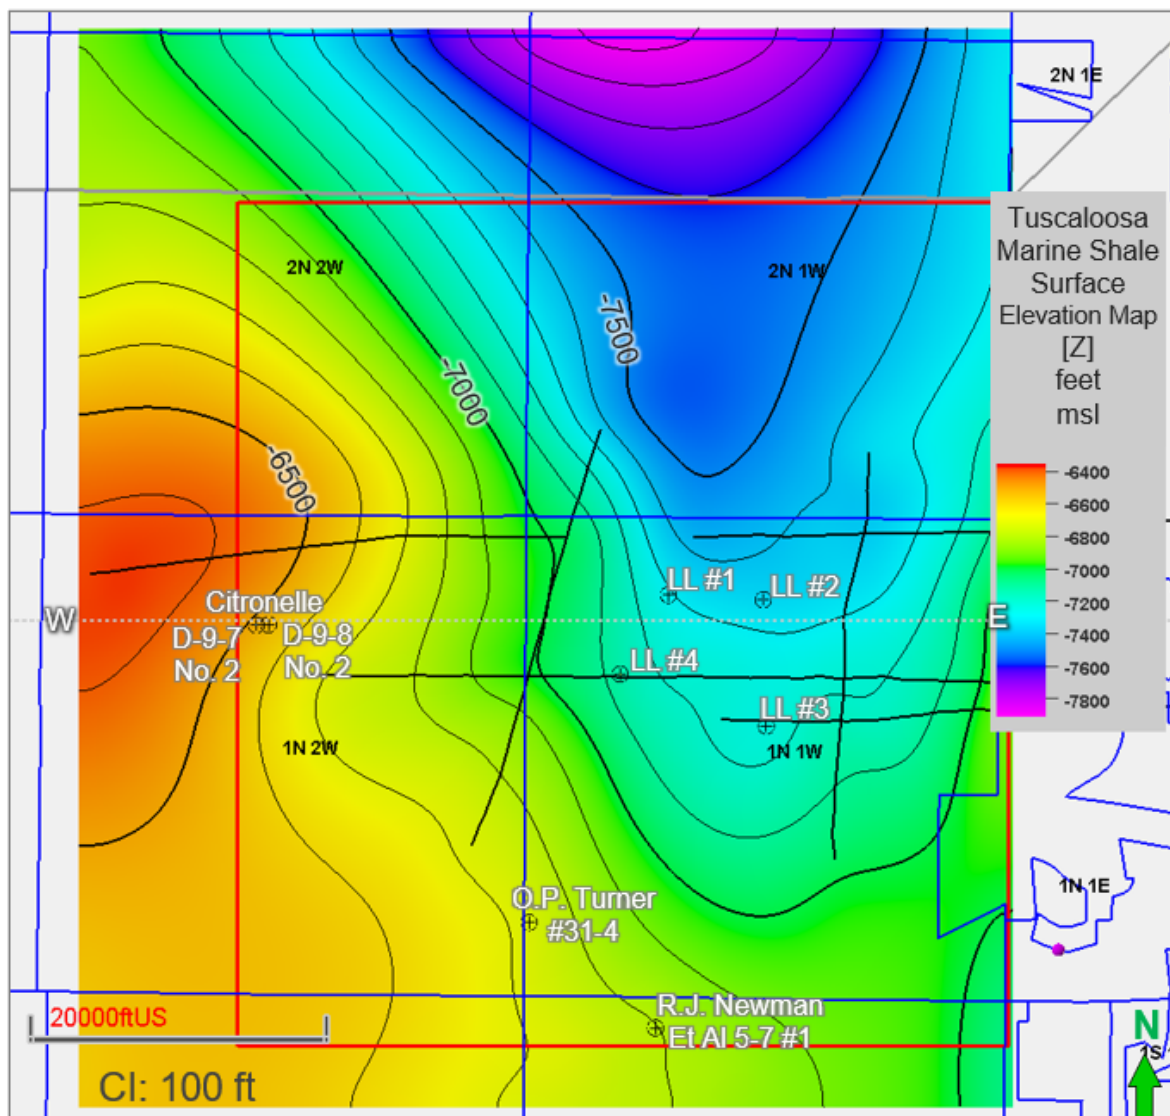 2N 1E
Tuscaloosa
Marine Shale
Surface
Elevation Map
[Z]
feet
msl
-6400
-6600
-6800
-7000
-7200
-7400
-7600
-7800
2N 2W
2N 1W
-7500
-7000
-6500
W
E
Citronelle
D-9-7
No. 2
D-9-8
No. 2
LL #1
LL #2
LL #4
LL #3
1N 2W
1N 1W
1N 1E
O.P. Turner
#31-4
R.J. Newman
Et Al 5-7 #1
20000ftUS
CI: 100 ft
N
1S